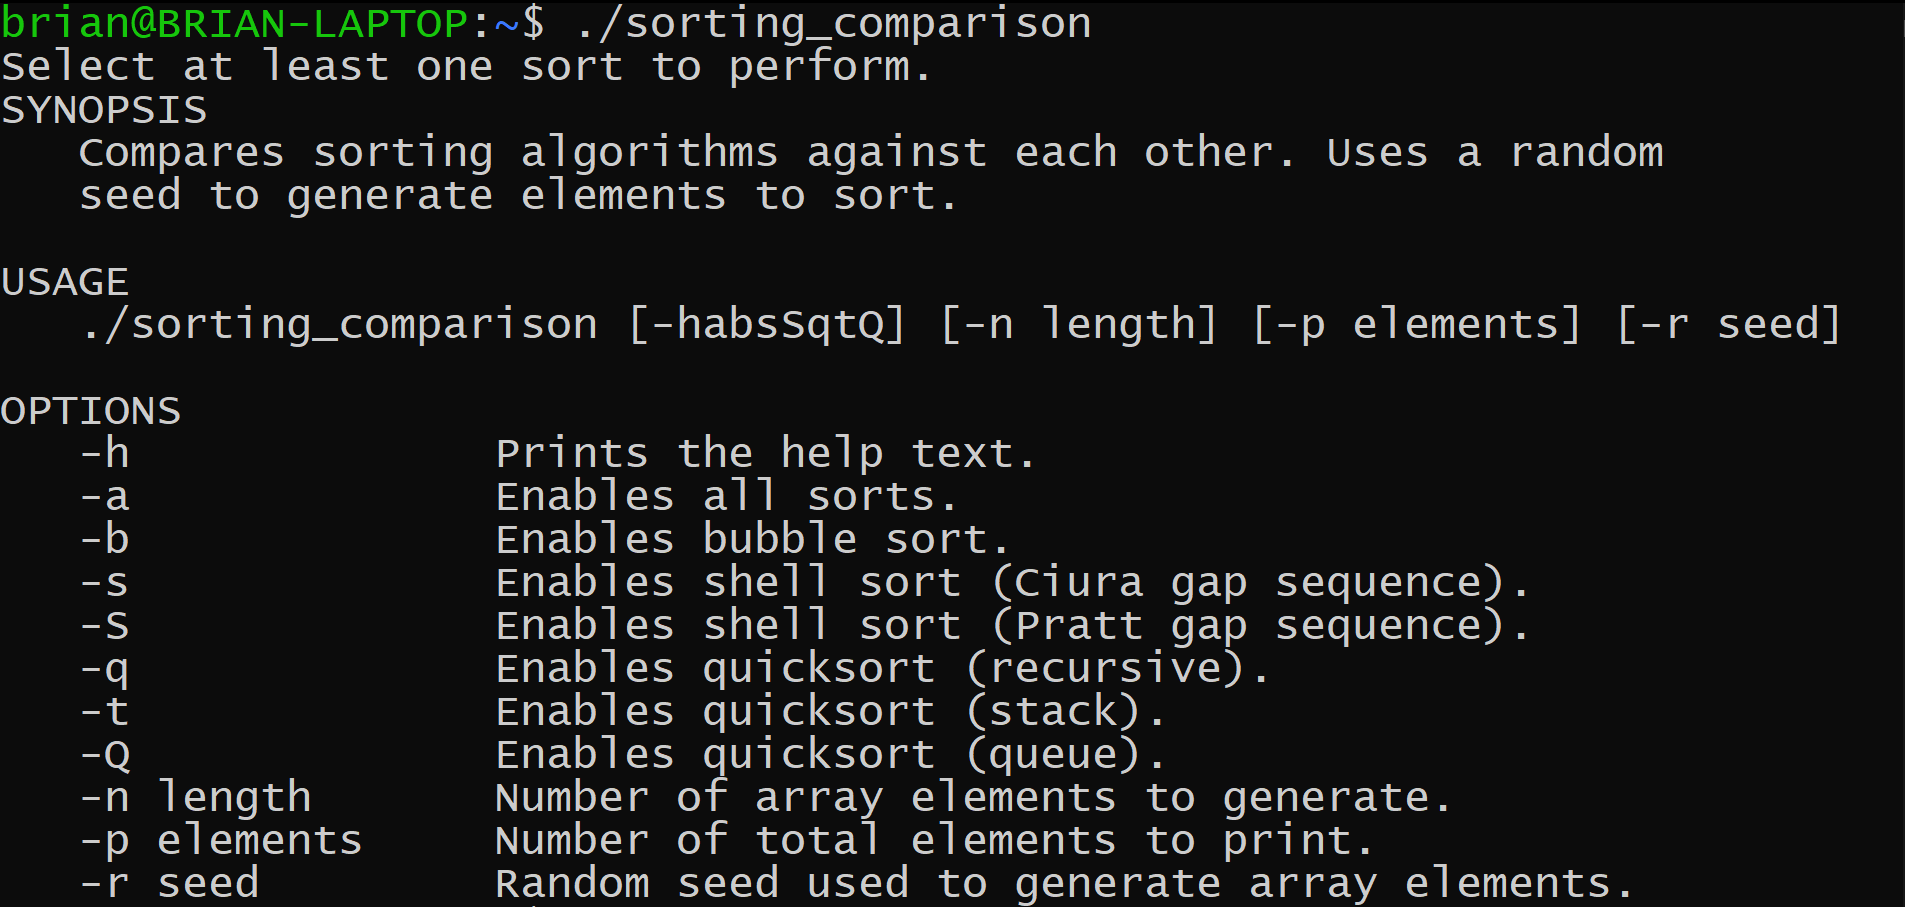 brian@BRIAN-LAPTOP:~$ ./sorting_comparison
Select at least one sort to perform.
SYNOPSIS
   Compares sorting algorithms against each other. Uses a random
   seed to generate elements to sort.

USAGE
   ./sorting_comparison [-habsSqtQ] [-n length] [-p elements] [-r seed]

OPTIONS
   -h              Prints the help text.
   -a              Enables all sorts.
   -b              Enables bubble sort.
   -s              Enables shell sort (Ciura gap sequence).
   -S              Enables shell sort (Pratt gap sequence).
   -q              Enables quicksort (recursive).
   -t              Enables quicksort (stack).
   -Q              Enables quicksort (queue).
   -n length       Number of array elements to generate.
   -p elements     Number of total elements to print.
   -r seed         Random seed used to generate array elements.